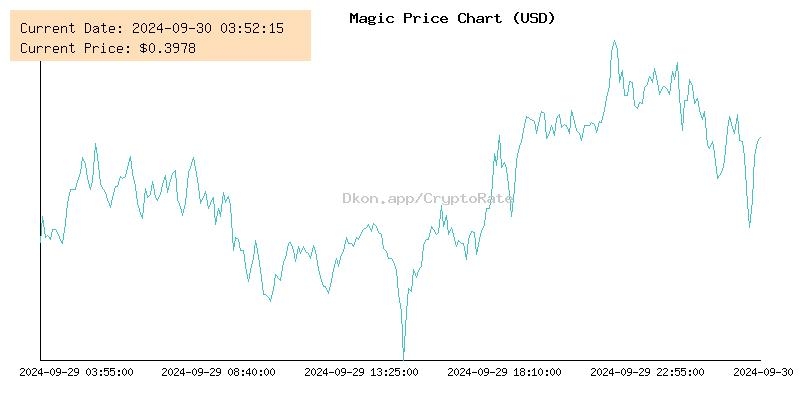 Magic Price Chart (USD)
Current Date: 2024-09-30 03:52:15
Current Price: $0.3978
Dkon.app/CryptoRate
2024-09-29 03:55:00
2024-09-29 08:40:00
2024-09-29 13:25:00
2024-09-29 18:10:00
2024-09-29 22:55:00
2024-09-30